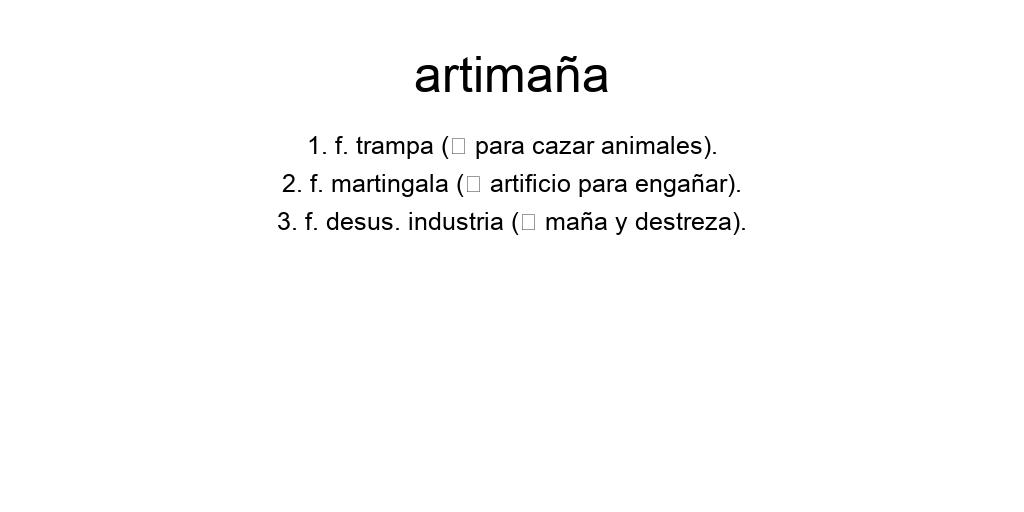 artimaña
1. f. trampa (▯ para cazar animales).
2. f. martingala (▯ artificio para engañar).
3. f. desus. industria (▯ maña y destreza).